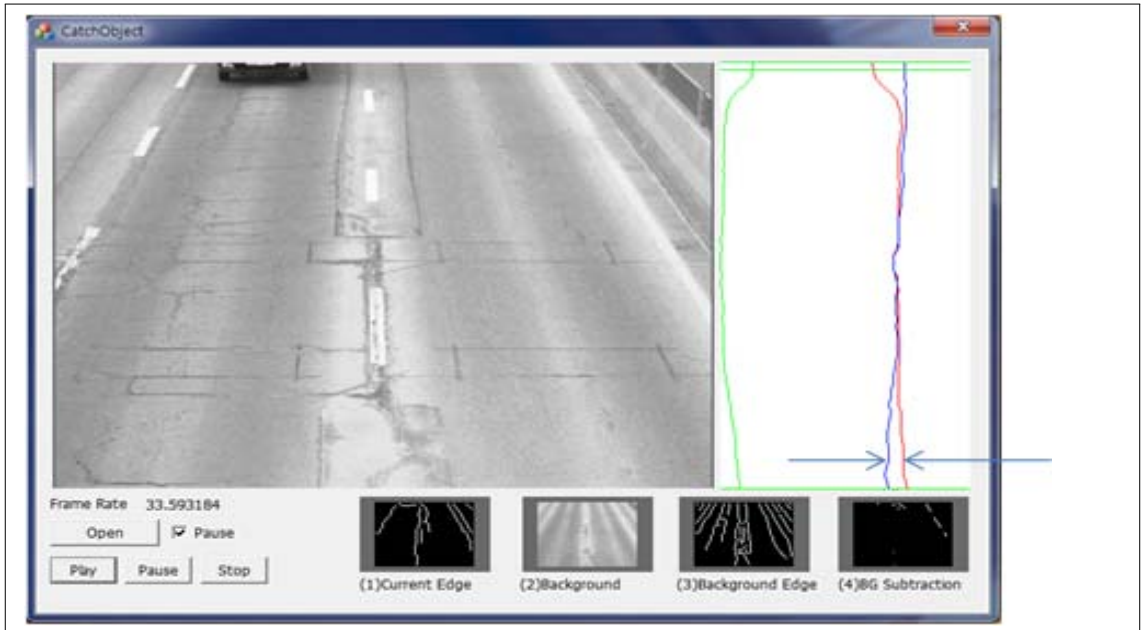 CatchObject
Frame Rate 33.593184
Open Pause
Play Pause Stop
(1)Current Edge (2)Background (3)Background Edge (4)BG Subtraction